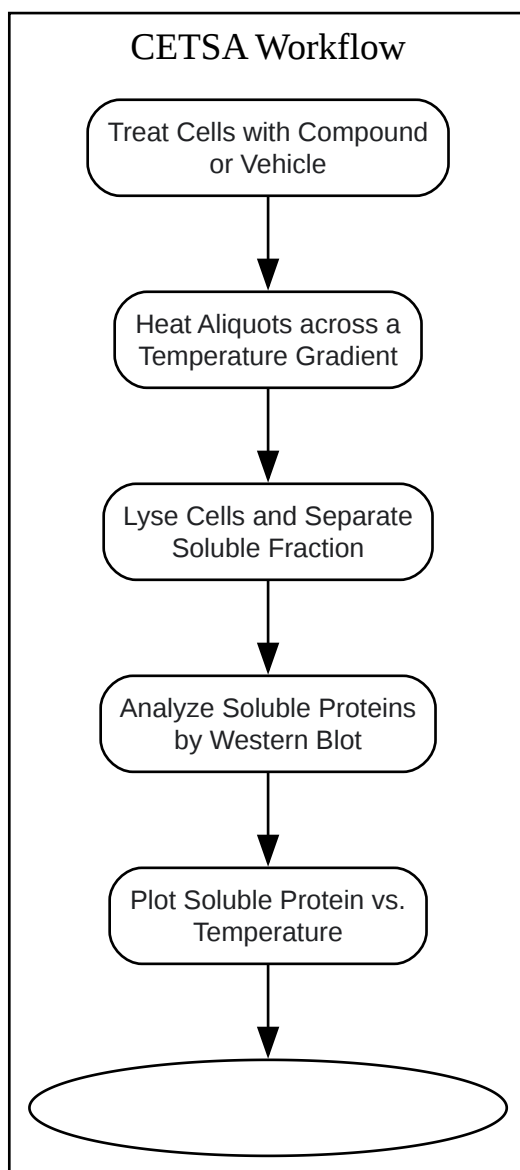 CETSA Workflow
Treat Cells with Compound
or Vehicle
Heat Aliquots across a
Temperature Gradient
Lyse Cells and Separate
Soluble Fraction
Analyze Soluble Proteins
by Western Blot
Plot Soluble Protein vs.
Temperature